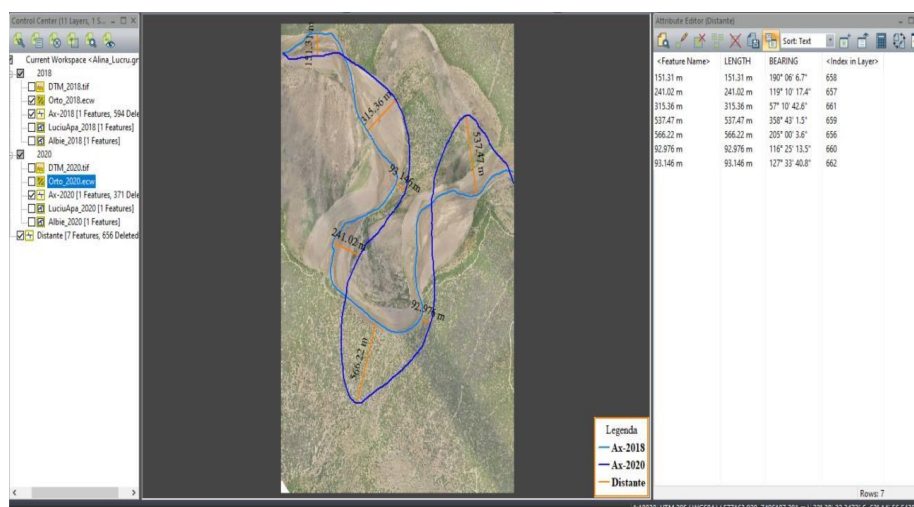 Control Center (11 Layers, 1 S...
Current Workspace <Alina_Lucru.gr
2018
DTM_2018.tif
Orto_2018.ecw
Ax-2018 [1 Features, 594 Dele
LuciuApa_2018 [1 Features]
Albie_2018 [1 Features]
2020
DTM_2020.tif
Orto_2020.ecw
Ax-2020 [1 Features, 371 Dele
LuciuApa_2020 [1 Features]
Albie_2020 [1 Features]
Distante [7 Features, 656 Deleted
151.31 m
315.36 m
537.47 m
93.146 m
241.02 m
92.976 m
566.22 m
Legenda
Ax-2018
Ax-2020
Distante
Attribute Editor (Distante)
Sort: Text
<Feature Name> LENGTH BEARING <Index in Layer>
151.31 m 151.31 m 190° 06' 6.7" 658
241.02 m 241.02 m 119° 10' 17.4" 657
315.36 m 315.36 m 57° 10' 42.6" 661
537.47 m 537.47 m 358° 43' 1.5" 659
566.22 m 566.22 m 205° 00' 3.6" 656
92.976 m 92.976 m 116° 25' 13.5" 660
93.146 m 93.146 m 127° 33' 40.8" 662
Rows: 7